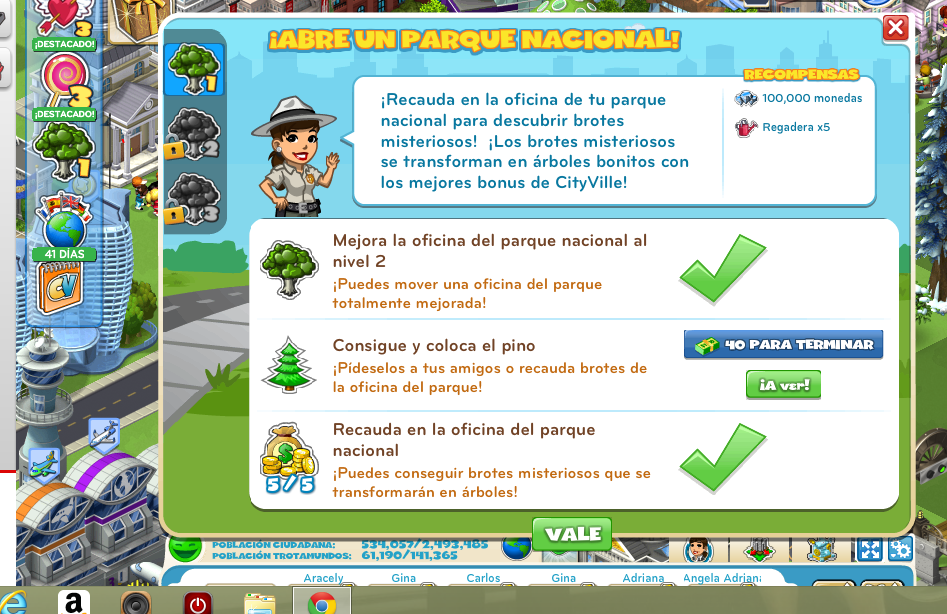 3
¡DESTACADO!
3
¡DESTACADO!
1
41 DÍAS
CV
¡ABRE UN PARQUE NACIONAL!
1
2
3
¡Recauda en la oficina de tu parque
nacional para descubrir brotes
misteriosos! ¡Los brotes misteriosos
se transforman en árboles bonitos con
los mejores bonus de CityVille!
RECOMPENSAS
100,000 monedas
Regadera x5
Mejora la oficina del parque nacional al
nivel 2
¡Puedes mover una oficina del parque
totalmente mejorada!
Consigue y coloca el pino
¡Pídeselos a tus amigos o recauda brotes de
la oficina del parque!
40 PARA TERMINAR
¡A ver!
Recauda en la oficina del parque
nacional
¡Puedes conseguir brotes misteriosos que se
transformarán en árboles!
5/5
VALE
POBLACIÓN CIUDADANA: 534,057/2,493,485
POBLACIÓN TROTAMUNDOS: 61,190/141,365
Aracely Gina Carlos Gina Adriana Angela Adriana
a